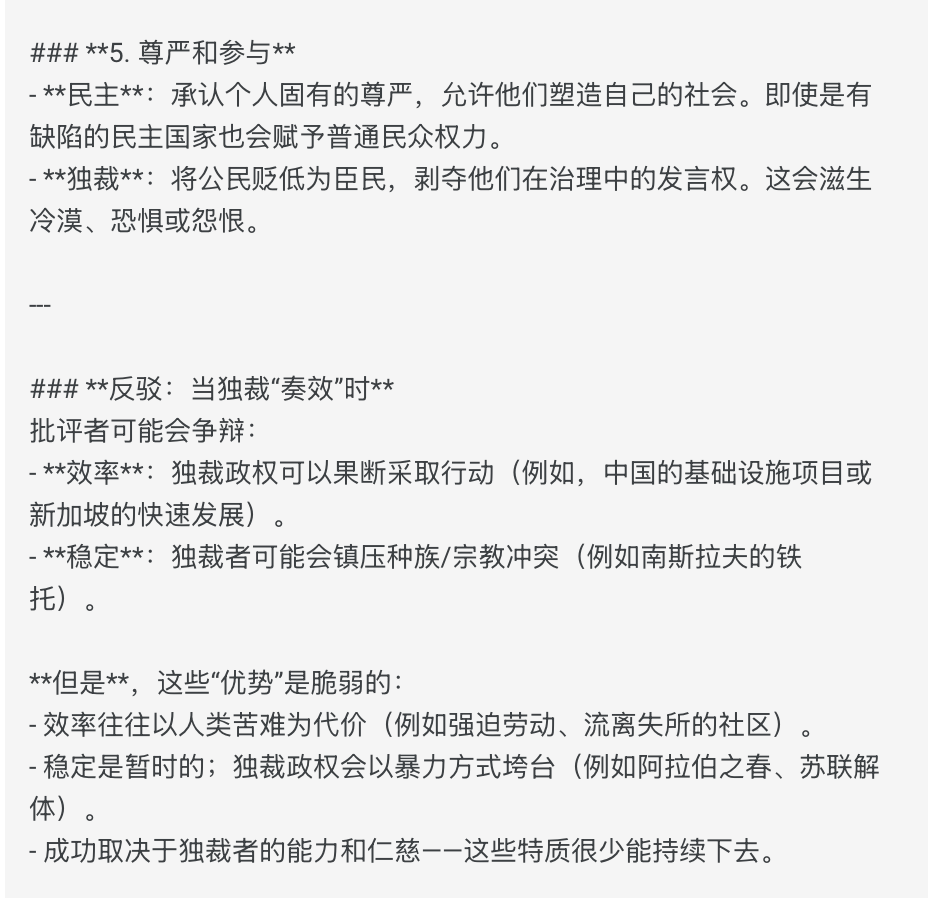 ### **5. 尊严和参与**
- **民主**：承认个人固有的尊严，允许他们塑造自己的社会。即使是有
缺陷的民主国家也会赋予普通民众权力。
- **独裁**：将公民贬低为臣民，剥夺他们在治理中的发言权。这会滋生
冷漠、恐惧或怨恨。
---
### **反驳：当独裁“奏效”时**
批评者可能会争辩：
- **效率**：独裁政权可以果断采取行动（例如，中国的基础设施项目或
新加坡的快速发展）。
- **稳定**：独裁者可能会镇压种族/宗教冲突（例如南斯拉夫的铁
托）。
**但是**，这些“优势”是脆弱的：
- 效率往往以人类苦难为代价（例如强迫劳动、流离失所的社区）。
- 稳定是暂时的；独裁政权会以暴力方式垮台（例如阿拉伯之春、苏联解
体）。
- 成功取决于独裁者的能力和仁慈——这些特质很少能持续下去。